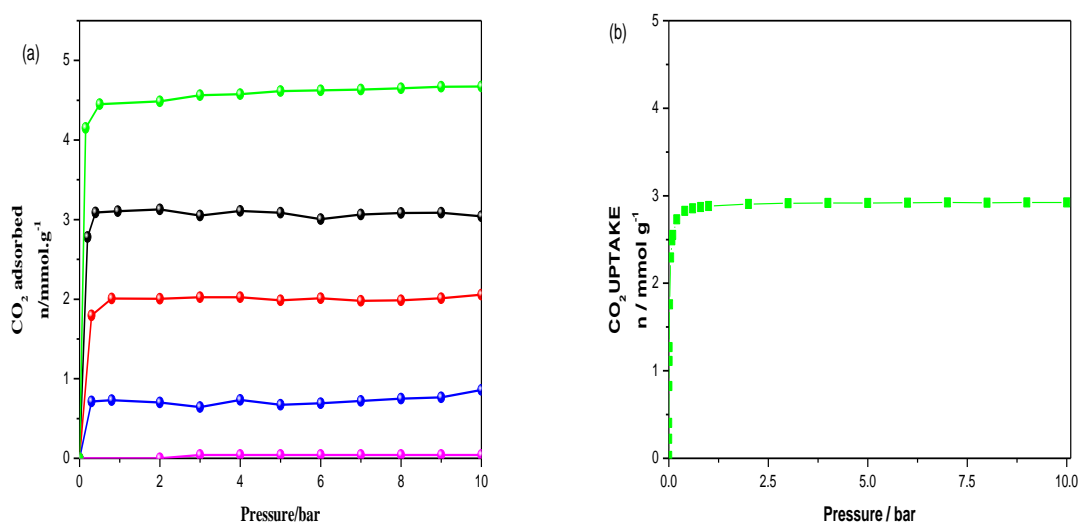 (a)
5
4
3
2
1
0
CO₂ adsorbed
n/mmol.g⁻¹
0 2 4 6 8 10
Pressure/bar
(b)
5
4
3
2
1
0
CO₂ UPTAKE
n / mmol g⁻¹
0.0 2.5 5.0 7.5 10.0
Pressure / bar